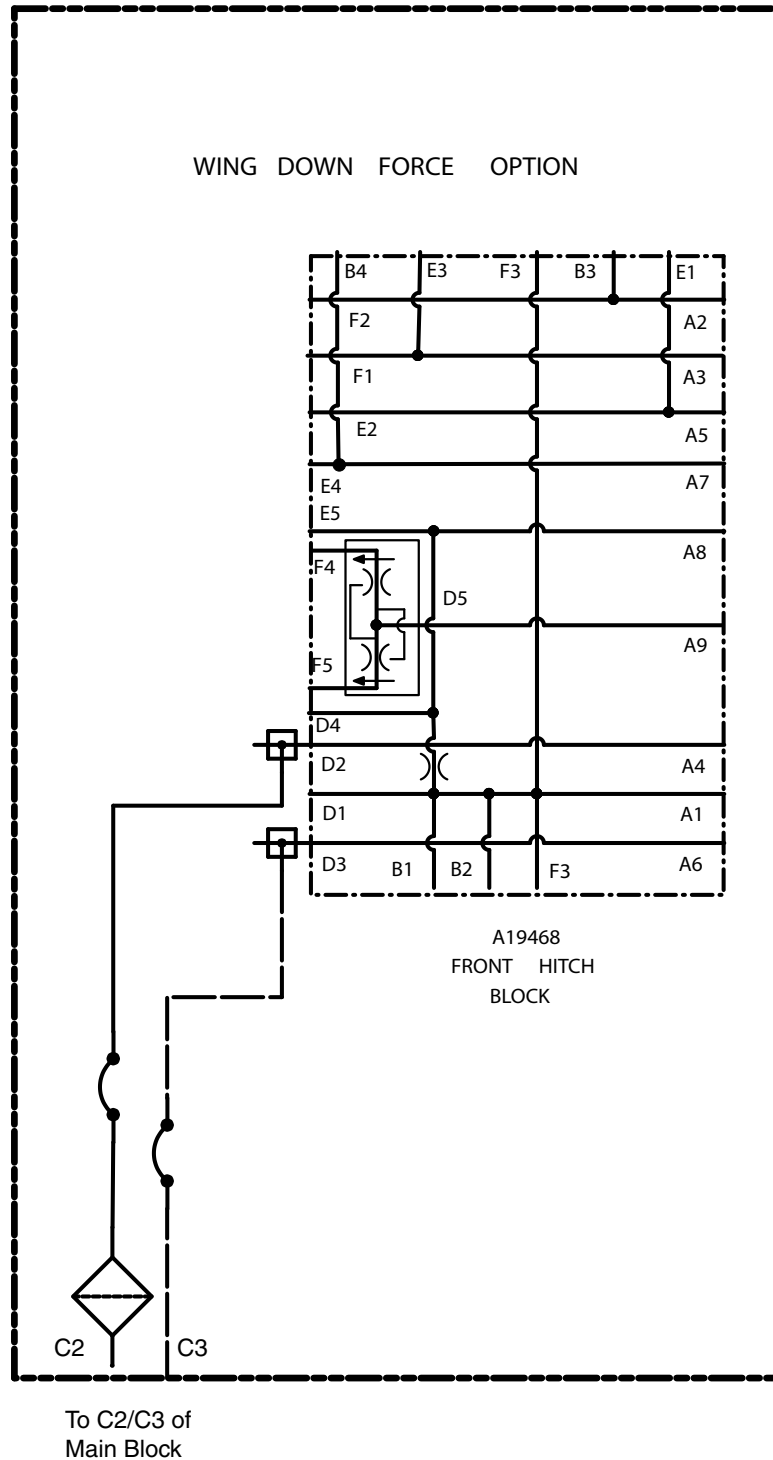 WING DOWN FORCE OPTION
B4 E3 F3 B3 E1
F2 A2
F1 A3
E2 A5
E4 A7
E5
F4 A8
D5
F5 A9
D4
D2 A4
D1 A1
D3 B1 B2 F3 A6
A19468
FRONT HITCH
BLOCK
C2 C3
To C2/C3 of
Main Block